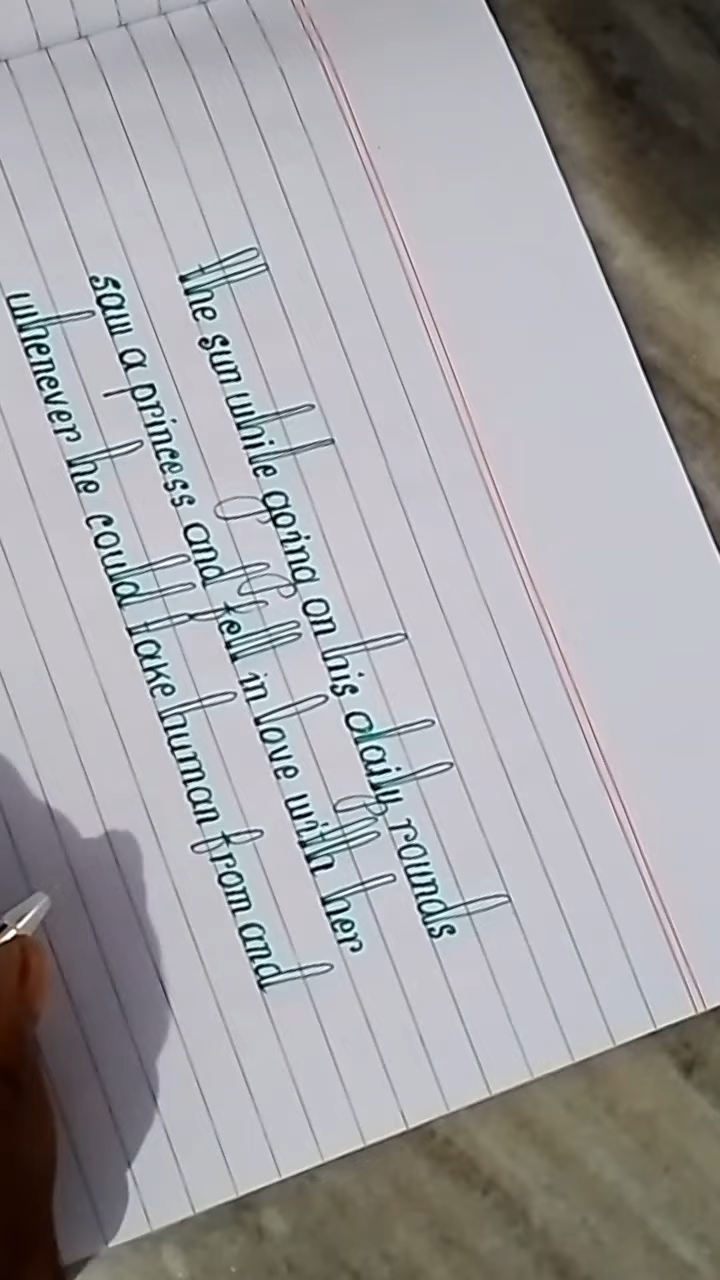 The sun while going on his daily rounds
saw a princess and fell in love with her
whenever he could take human from and